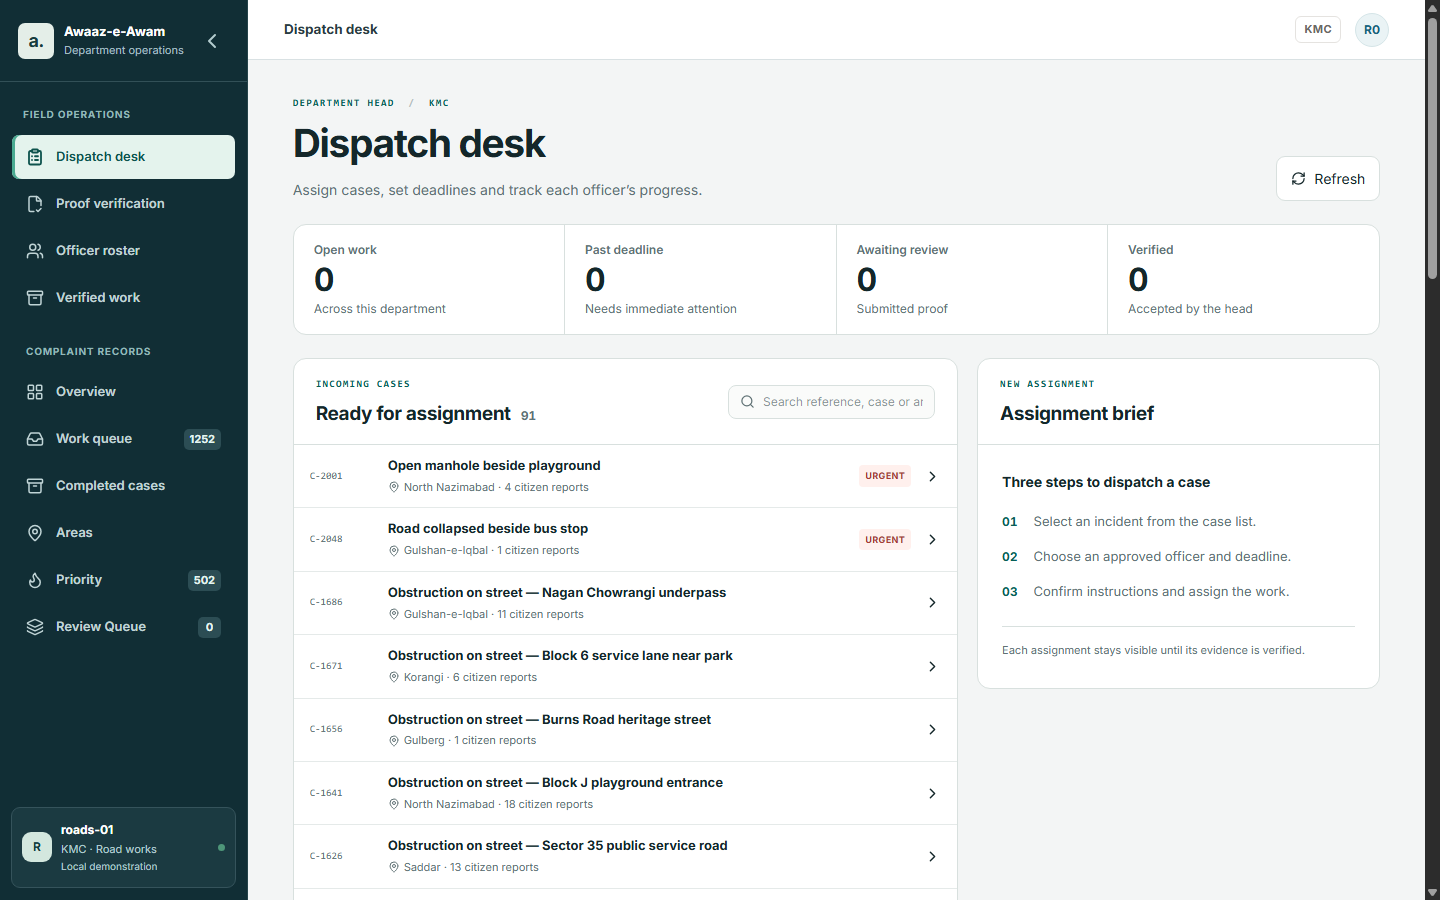 a.
Awaaz-e-Awam
Department operations
FIELD OPERATIONS
Dispatch desk
Proof verification
Officer roster
Verified work
COMPLAINT RECORDS
Overview
Work queue 1252
Completed cases
Areas
Priority 502
Review Queue 0
R
roads-01
KMC · Road works
Local demonstration
Dispatch desk
KMC
R0
DEPARTMENT HEAD / KMC
Dispatch desk
Assign cases, set deadlines and track each officer’s progress.
Refresh
Open work
0
Across this department
Past deadline
0
Needs immediate attention
Awaiting review
0
Submitted proof
Verified
0
Accepted by the head
INCOMING CASES
Ready for assignment 91
Search reference, case or ar
C-2001
Open manhole beside playground
North Nazimabad · 4 citizen reports
URGENT
C-2048
Road collapsed beside bus stop
Gulshan-e-Iqbal · 1 citizen reports
URGENT
C-1686
Obstruction on street — Nagan Chowrangi underpass
Gulshan-e-Iqbal · 11 citizen reports
C-1671
Obstruction on street — Block 6 service lane near park
Korangi · 6 citizen reports
C-1656
Obstruction on street — Burns Road heritage street
Gulberg · 1 citizen reports
C-1641
Obstruction on street — Block J playground entrance
North Nazimabad · 18 citizen reports
C-1626
Obstruction on street — Sector 35 public service road
Saddar · 13 citizen reports
NEW ASSIGNMENT
Assignment brief
Three steps to dispatch a case
01 Select an incident from the case list.
02 Choose an approved officer and deadline.
03 Confirm instructions and assign the work.
Each assignment stays visible until its evidence is verified.